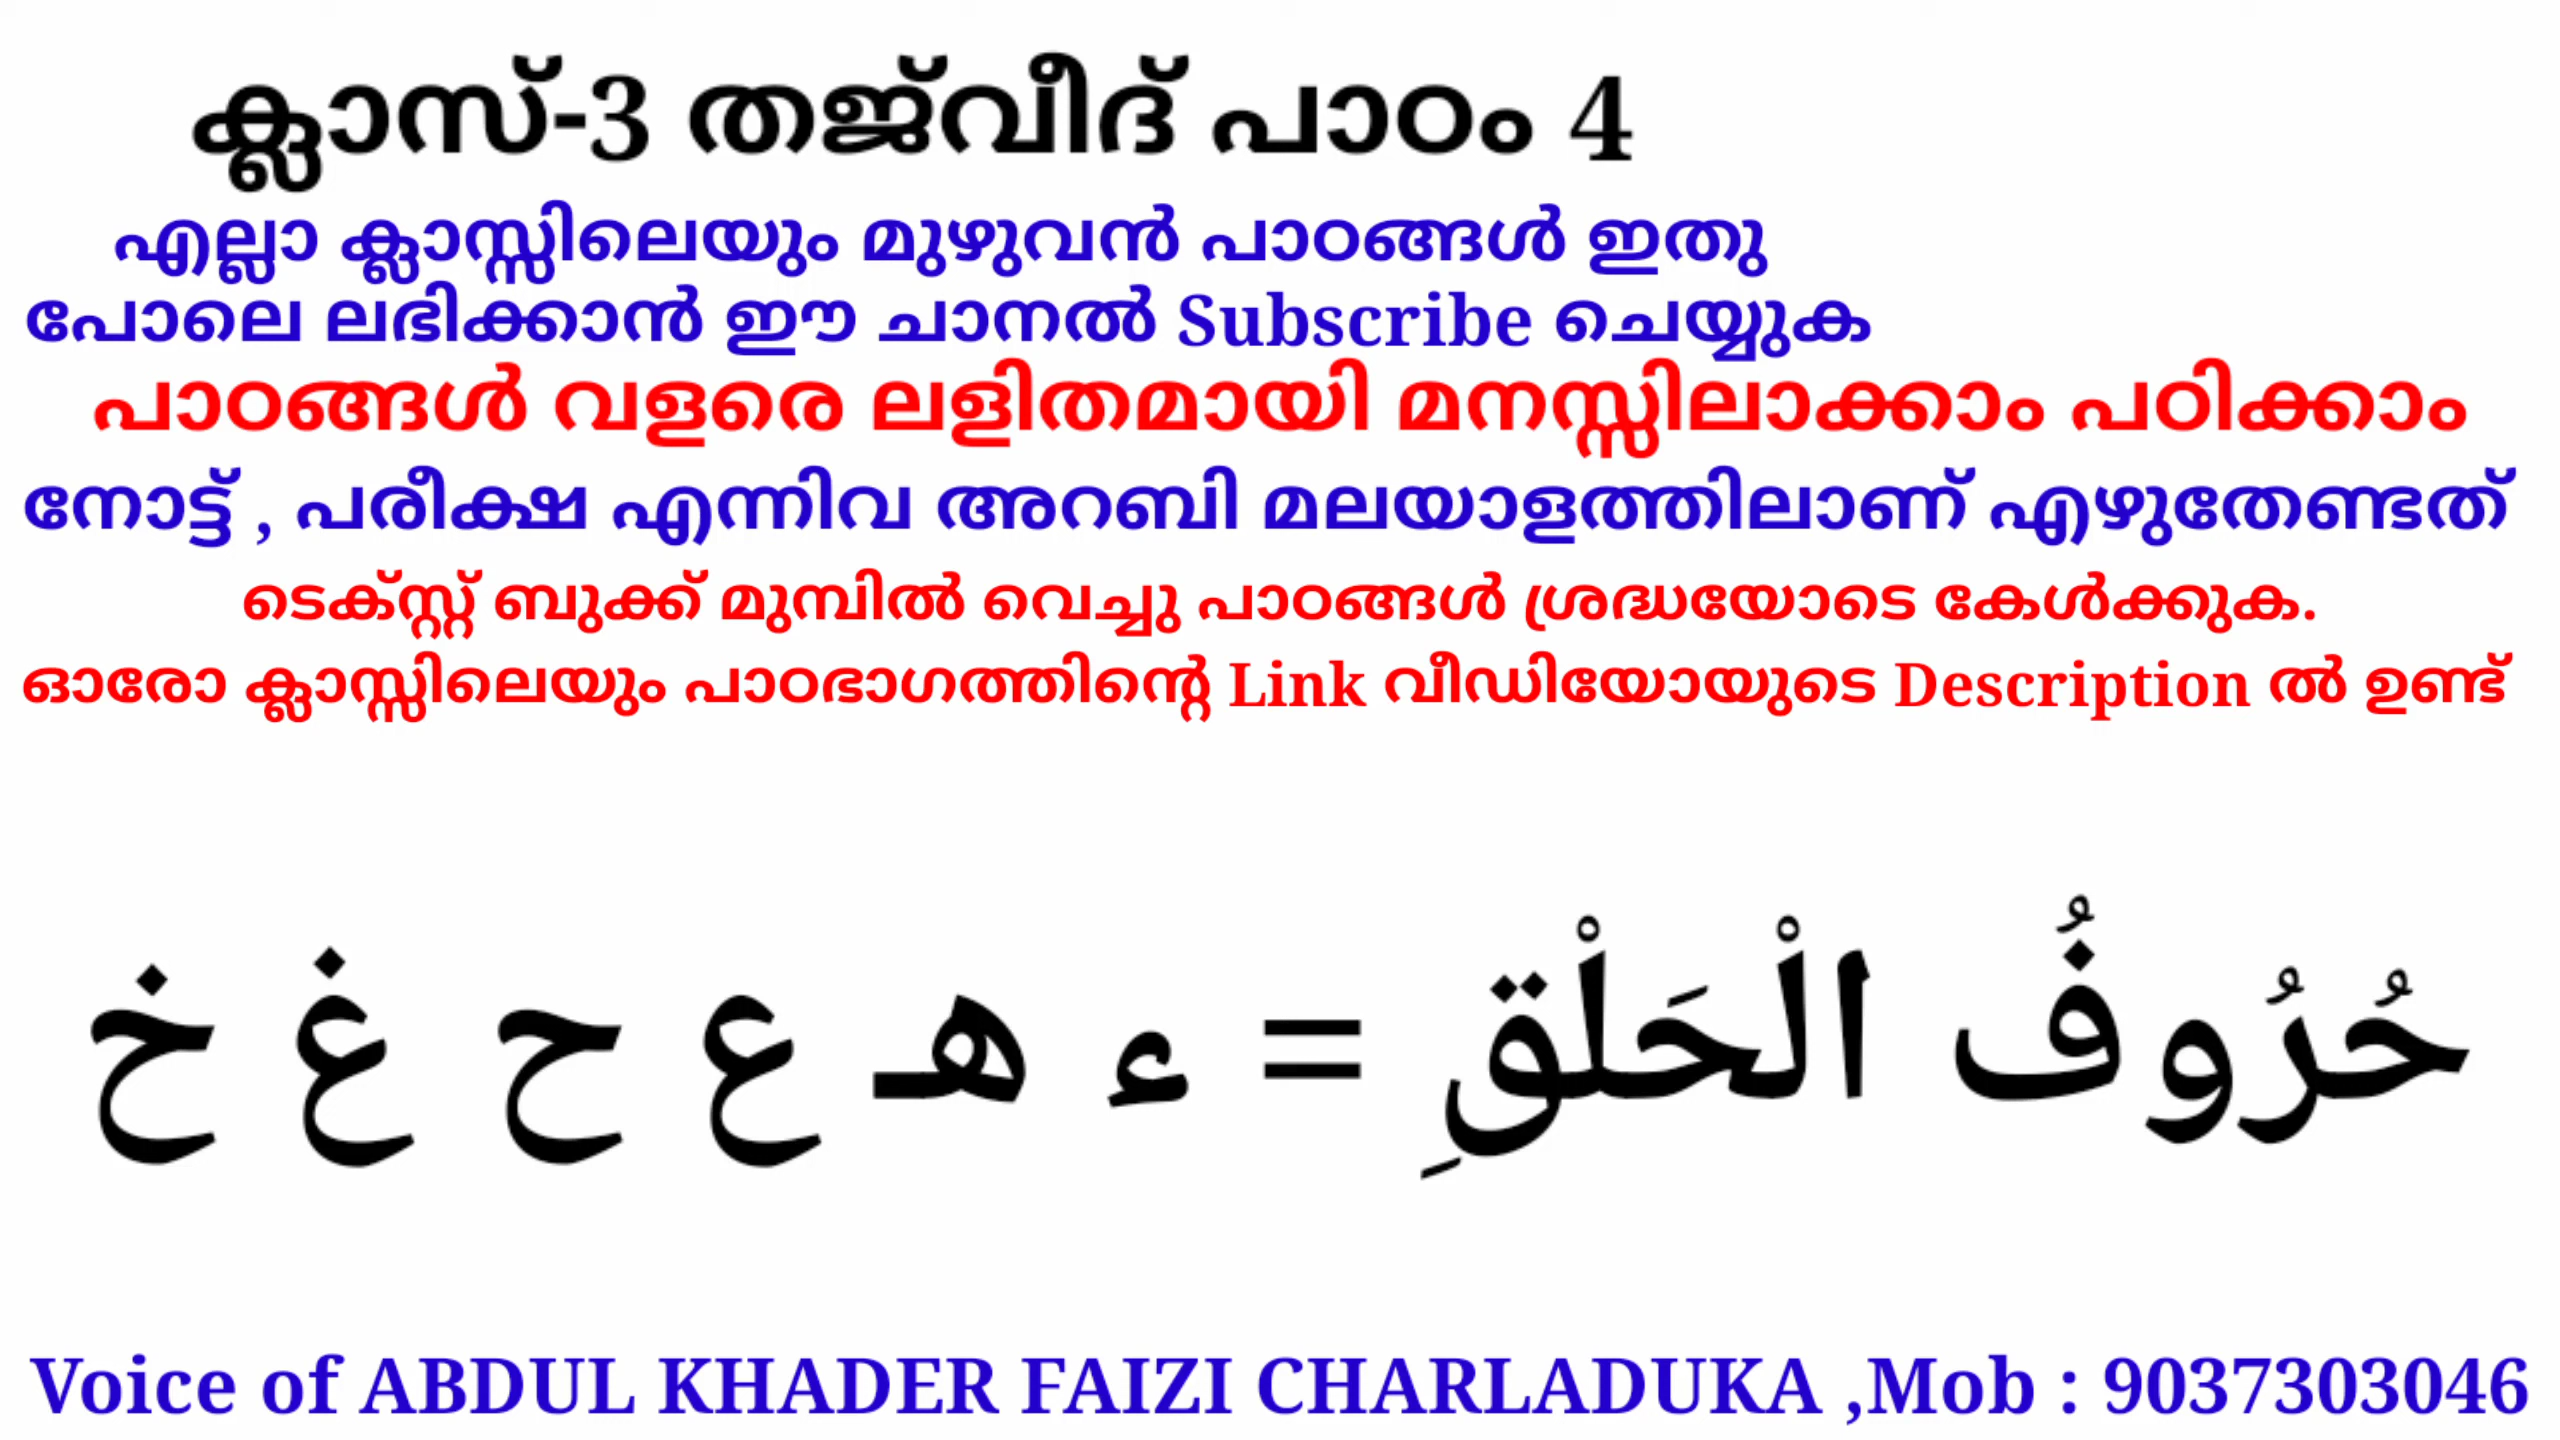 ക്ലാസ്-3 തജ്‌വീദ് പാഠം 4
എല്ലാ ക്ലാസ്സിലെയും മുഴുവൻ പാഠങ്ങൾ ഇതു
പോലെ ലഭിക്കാൻ ഈ ചാനൽ Subscribe ചെയ്യുക
പാഠങ്ങൾ വളരെ ലളിതമായി മനസ്സിലാക്കാം പഠിക്കാം
നോട്ട് , പരീക്ഷ എന്നിവ അറബി മലയാളത്തിലാണ് എഴുതേണ്ടത്
ടെക്സ്റ്റ് ബുക്ക് മുമ്പിൽ വെച്ചു പാഠങ്ങൾ ശ്രദ്ധയോടെ കേൾക്കുക.
ഓരോ ക്ലാസ്സിലെയും പാഠഭാഗത്തിന്റെ Link വീഡിയോയുടെ Description ൽ ഉണ്ട്
حُرُوفُ الْحَلْقِ = ء هـ ع ح غ خ
Voice of ABDUL KHADER FAIZI CHARLADUKA ,Mob : 9037303046